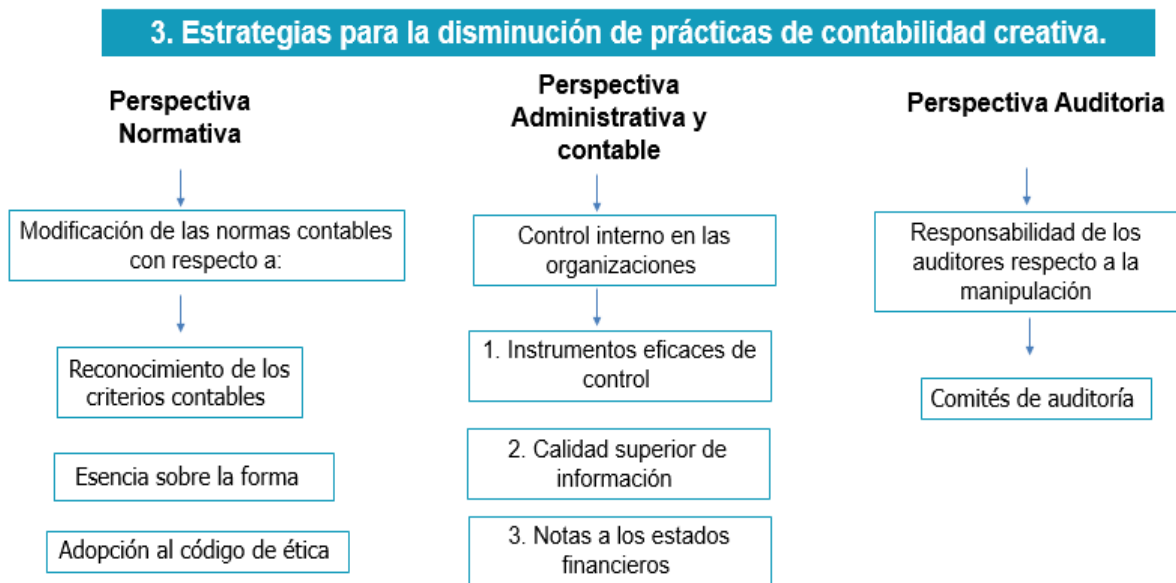 3. Estrategias para la disminución de prácticas de contabilidad creativa.
Perspectiva
Normativa
Modificación de las normas contables
con respecto a:
Reconocimiento de los
criterios contables
Esencia sobre la forma
Adopción al código de ética
Perspectiva
Administrativa y
contable
Control interno en las
organizaciones
1. Instrumentos eficaces de
control
2. Calidad superior de
información
3. Notas a los estados
financieros
Perspectiva Auditoria
Responsabilidad de los
auditores respecto a la
manipulación
Comités de auditoría